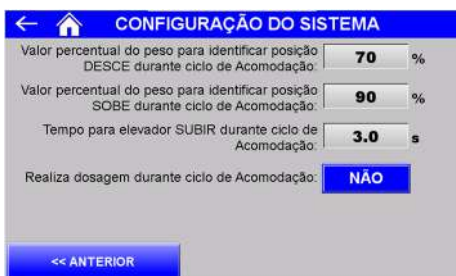 CONFIGURAÇÃO DO SISTEMA
Valor percentual do peso para identificar posição
DESCE durante ciclo de Acomodação:
70 %
Valor percentual do peso para identificar posição
SOBE durante ciclo de Acomodação:
90 %
Tempo para elevador SUBIR durante ciclo de
Acomodação:
3.0 s
Realiza dosagem durante ciclo de Acomodação: NÃO
<< ANTERIOR